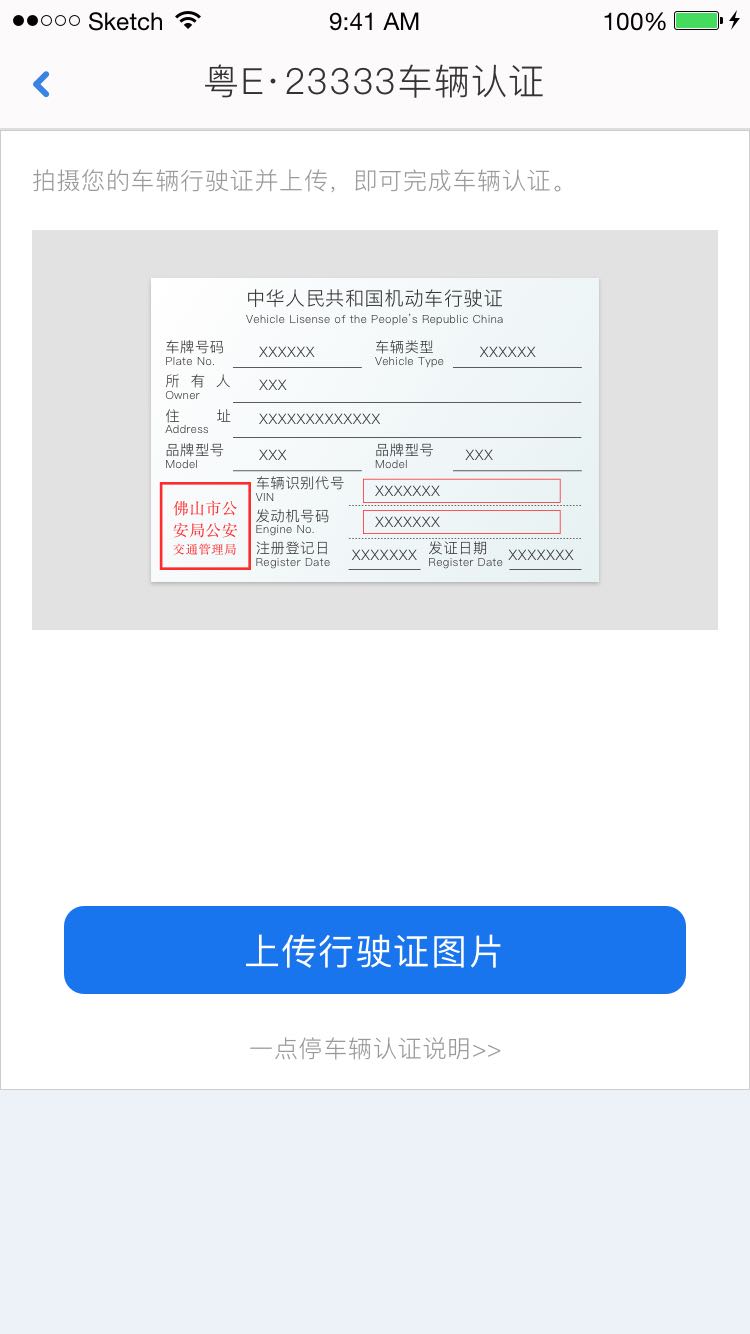 Sketch 9:41 AM 100%
粤E·23333车辆认证
拍摄您的车辆行驶证并上传，即可完成车辆认证。
中华人民共和国机动车行驶证
Vehicle Lisense of the People's Republic China
车牌号码 XXXXXX 车辆类型 XXXXXX
Plate No. Vehicle Type
所有人 XXX
Owner
住址 XXXXXXXXXXXXX
Address
品牌型号 XXX 品牌型号 XXX
Model Model
车辆识别代号 XXXXXXX
VIN
发动机号码 XXXXXXX
Engine No.
注册登记日 XXXXXXX 发证日期 XXXXXXX
Register Date Register Date
佛山市公
安局公安
交通管理局
上传行驶证图片
一点停车辆认证说明>>